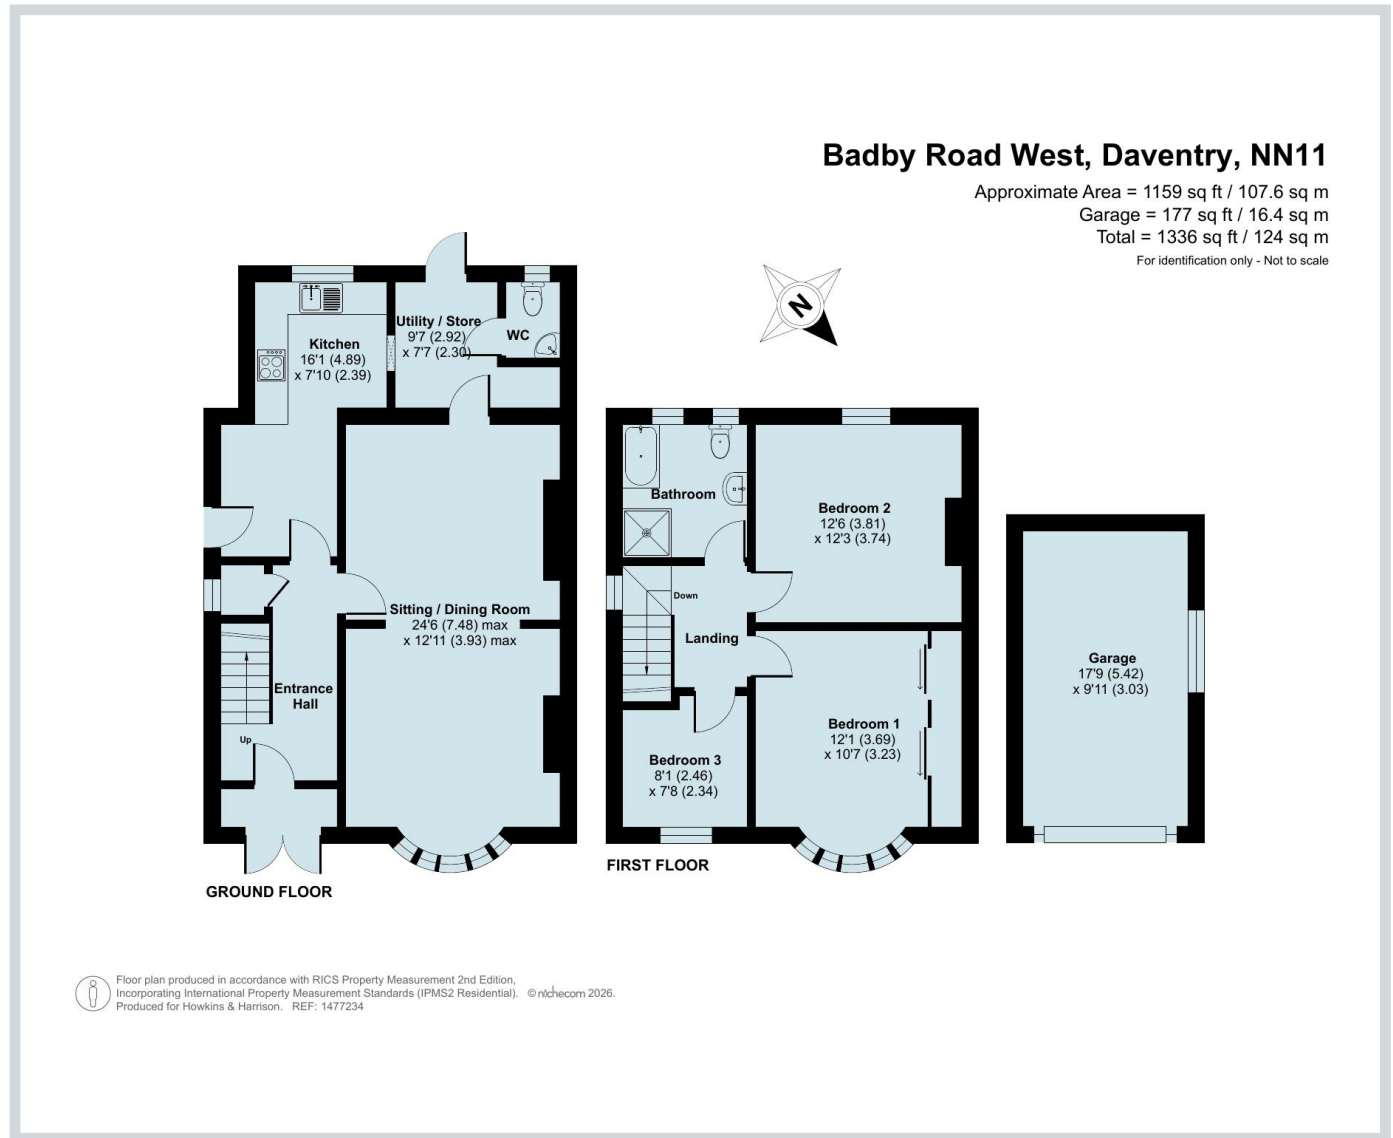 Badby Road West, Daventry, NN11
Approximate Area = 1159 sq ft / 107.6 sq m
Garage = 177 sq ft / 16.4 sq m
Total = 1336 sq ft / 124 sq m
For identification only - Not to scale
N
Utility / Store
9'7 (2.92)
x 7'7 (2.30)
WC
Kitchen
16'1 (4.89)
x 7'10 (2.39)
Sitting / Dining Room
24'6 (7.48) max
x 12'11 (3.93) max
Entrance
Hall
Up
GROUND FLOOR
Bathroom
Bedroom 2
12'6 (3.81)
x 12'3 (3.74)
Down
Landing
Bedroom 1
12'1 (3.69)
x 10'7 (3.23)
Bedroom 3
8'1 (2.46)
x 7'8 (2.34)
FIRST FLOOR
Garage
17'9 (5.42)
x 9'11 (3.03)
Floor plan produced in accordance with RICS Property Measurement 2nd Edition,
Incorporating International Property Measurement Standards (IPMS2 Residential). © nichecom 2026.
Produced for Howkins & Harrison. REF: 1477234